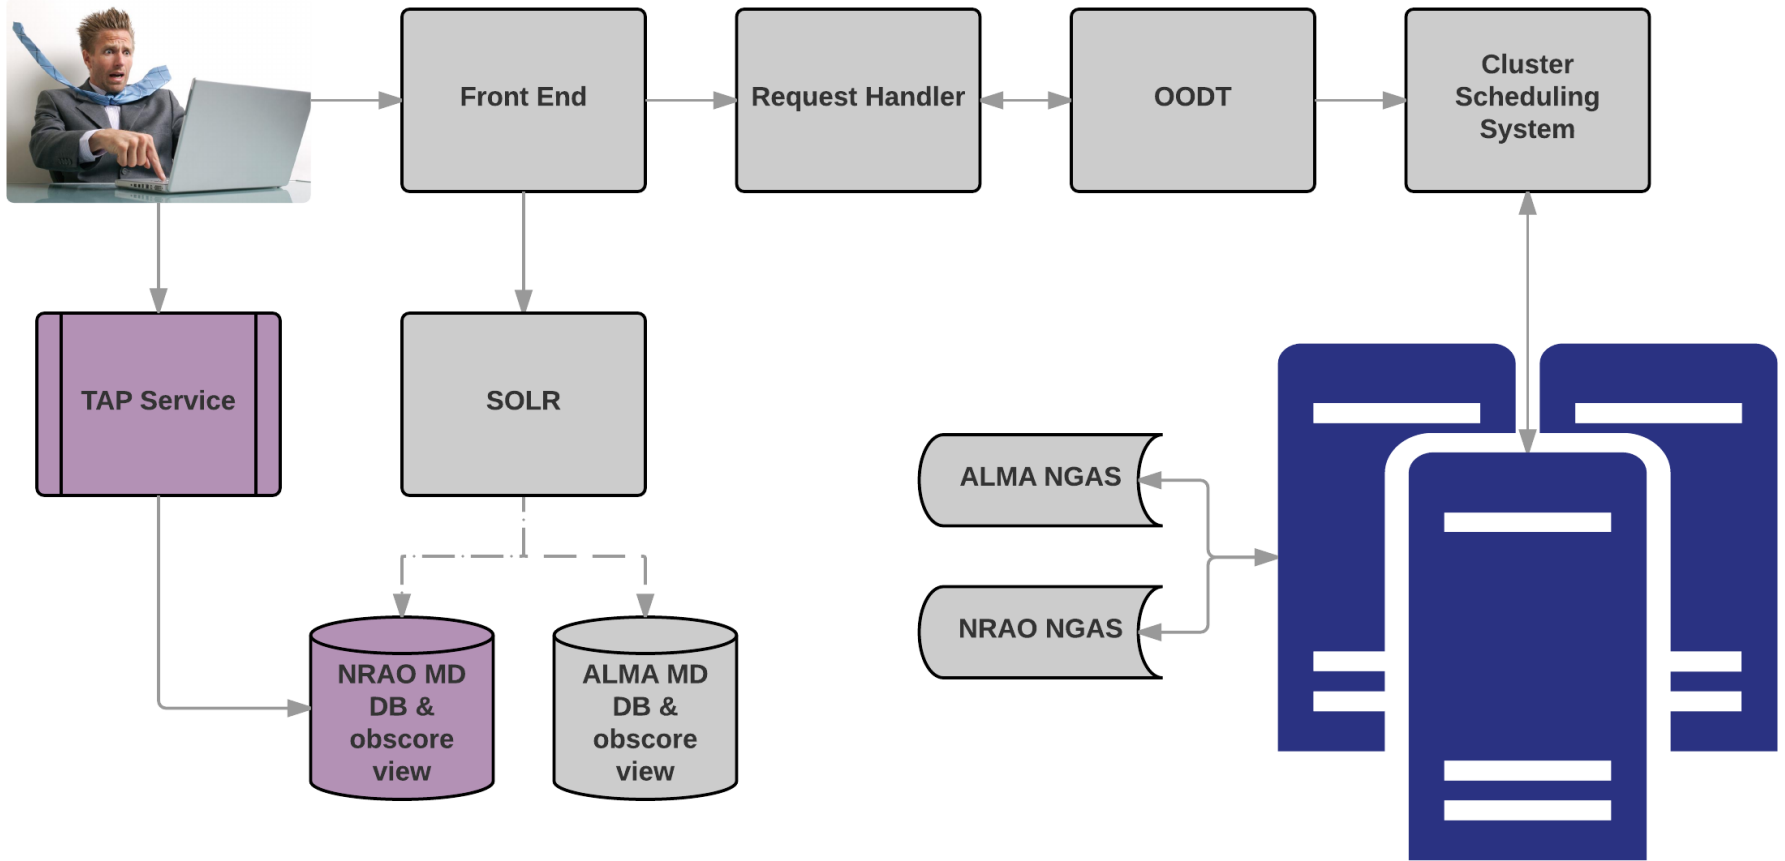 Front End
Request Handler
OODT
Cluster
Scheduling
System
TAP Service
SOLR
ALMA NGAS
NRAO NGAS
NRAO MD
DB &
obscore
view
ALMA MD
DB &
obscore
view